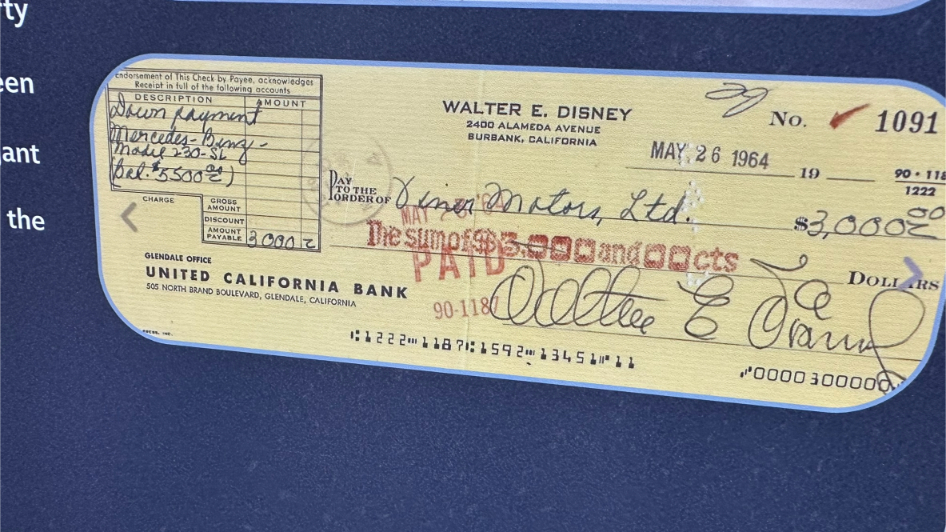 rty
een
ant
the
Endorsement of This Check by Payee, acknowledges
Receipt in full of the following accounts
DESCRIPTION AMOUNT
Down payment
Mercedes-Benz -
Model 230-SL
(bal. $5500 00)
CHARGE
GROSS AMOUNT
DISCOUNT
AMOUNT PAYABLE 3000
WALTER E. DISNEY
2400 ALAMEDA AVENUE
BURBANK, CALIFORNIA
No. 1091
MAY 26 1964 19
90-118
1222
PAY TO THE ORDER OF Motors, Ltd. $3,000 00
The sum of $3,000 and 00 cts DOLLARS
MAY
PAID
90-1187
GLENDALE OFFICE
UNITED CALIFORNIA BANK
505 NORTH BRAND BOULEVARD, GLENDALE, CALIFORNIA
Walter E Disney
⑆1222⑉1187⑆1592⑉13451⑈11 ⑈0000300000